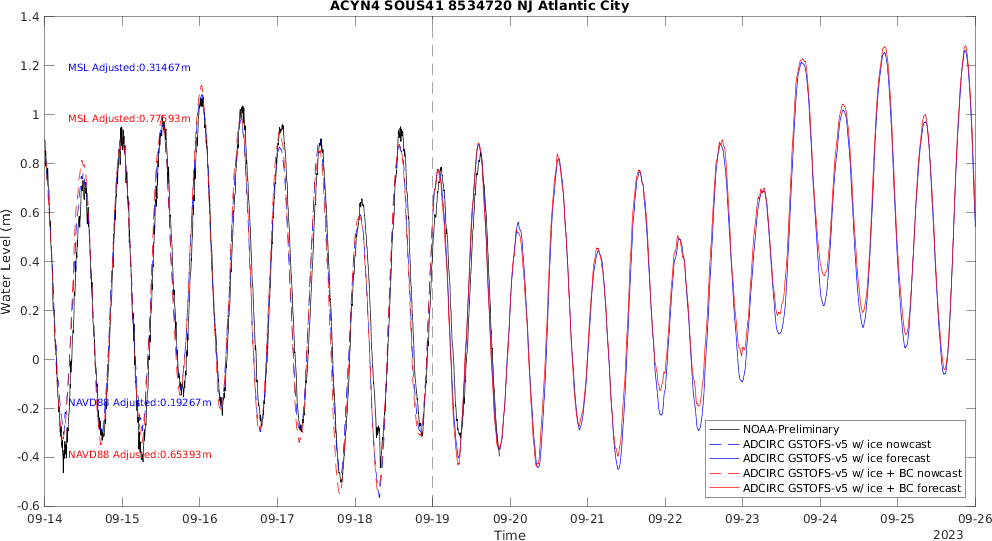 ACYN4 SOUS41 8534720 NJ Atlantic City
1.4
1.2
1
0.8
0.6
0.4
0.2
0
-0.2
-0.4
-0.6
Water Level (m)
MSL Adjusted:0.31467m
MSL Adjusted:0.77593m
NAVD88 Adjusted:0.19267m
NAVD88 Adjusted:0.65393m
NOAA-Preliminary
ADCIRC GSTOFS-v5 w/ ice nowcast
ADCIRC GSTOFS-v5 w/ ice forecast
ADCIRC GSTOFS-v5 w/ ice + BC nowcast
ADCIRC GSTOFS-v5 w/ ice + BC forecast
09-14 09-15 09-16 09-17 09-18 09-19 09-20 09-21 09-22 09-23 09-24 09-25 09-26
Time
2023